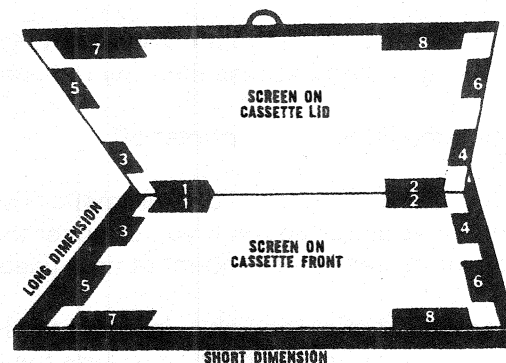 7 8
5 6
SCREEN ON
CASSETTE LID
3 4
1 2
1 2
3 4
LONG DIMENSION
SCREEN ON
CASSETTE FRONT
5 6
7 8
SHORT DIMENSION